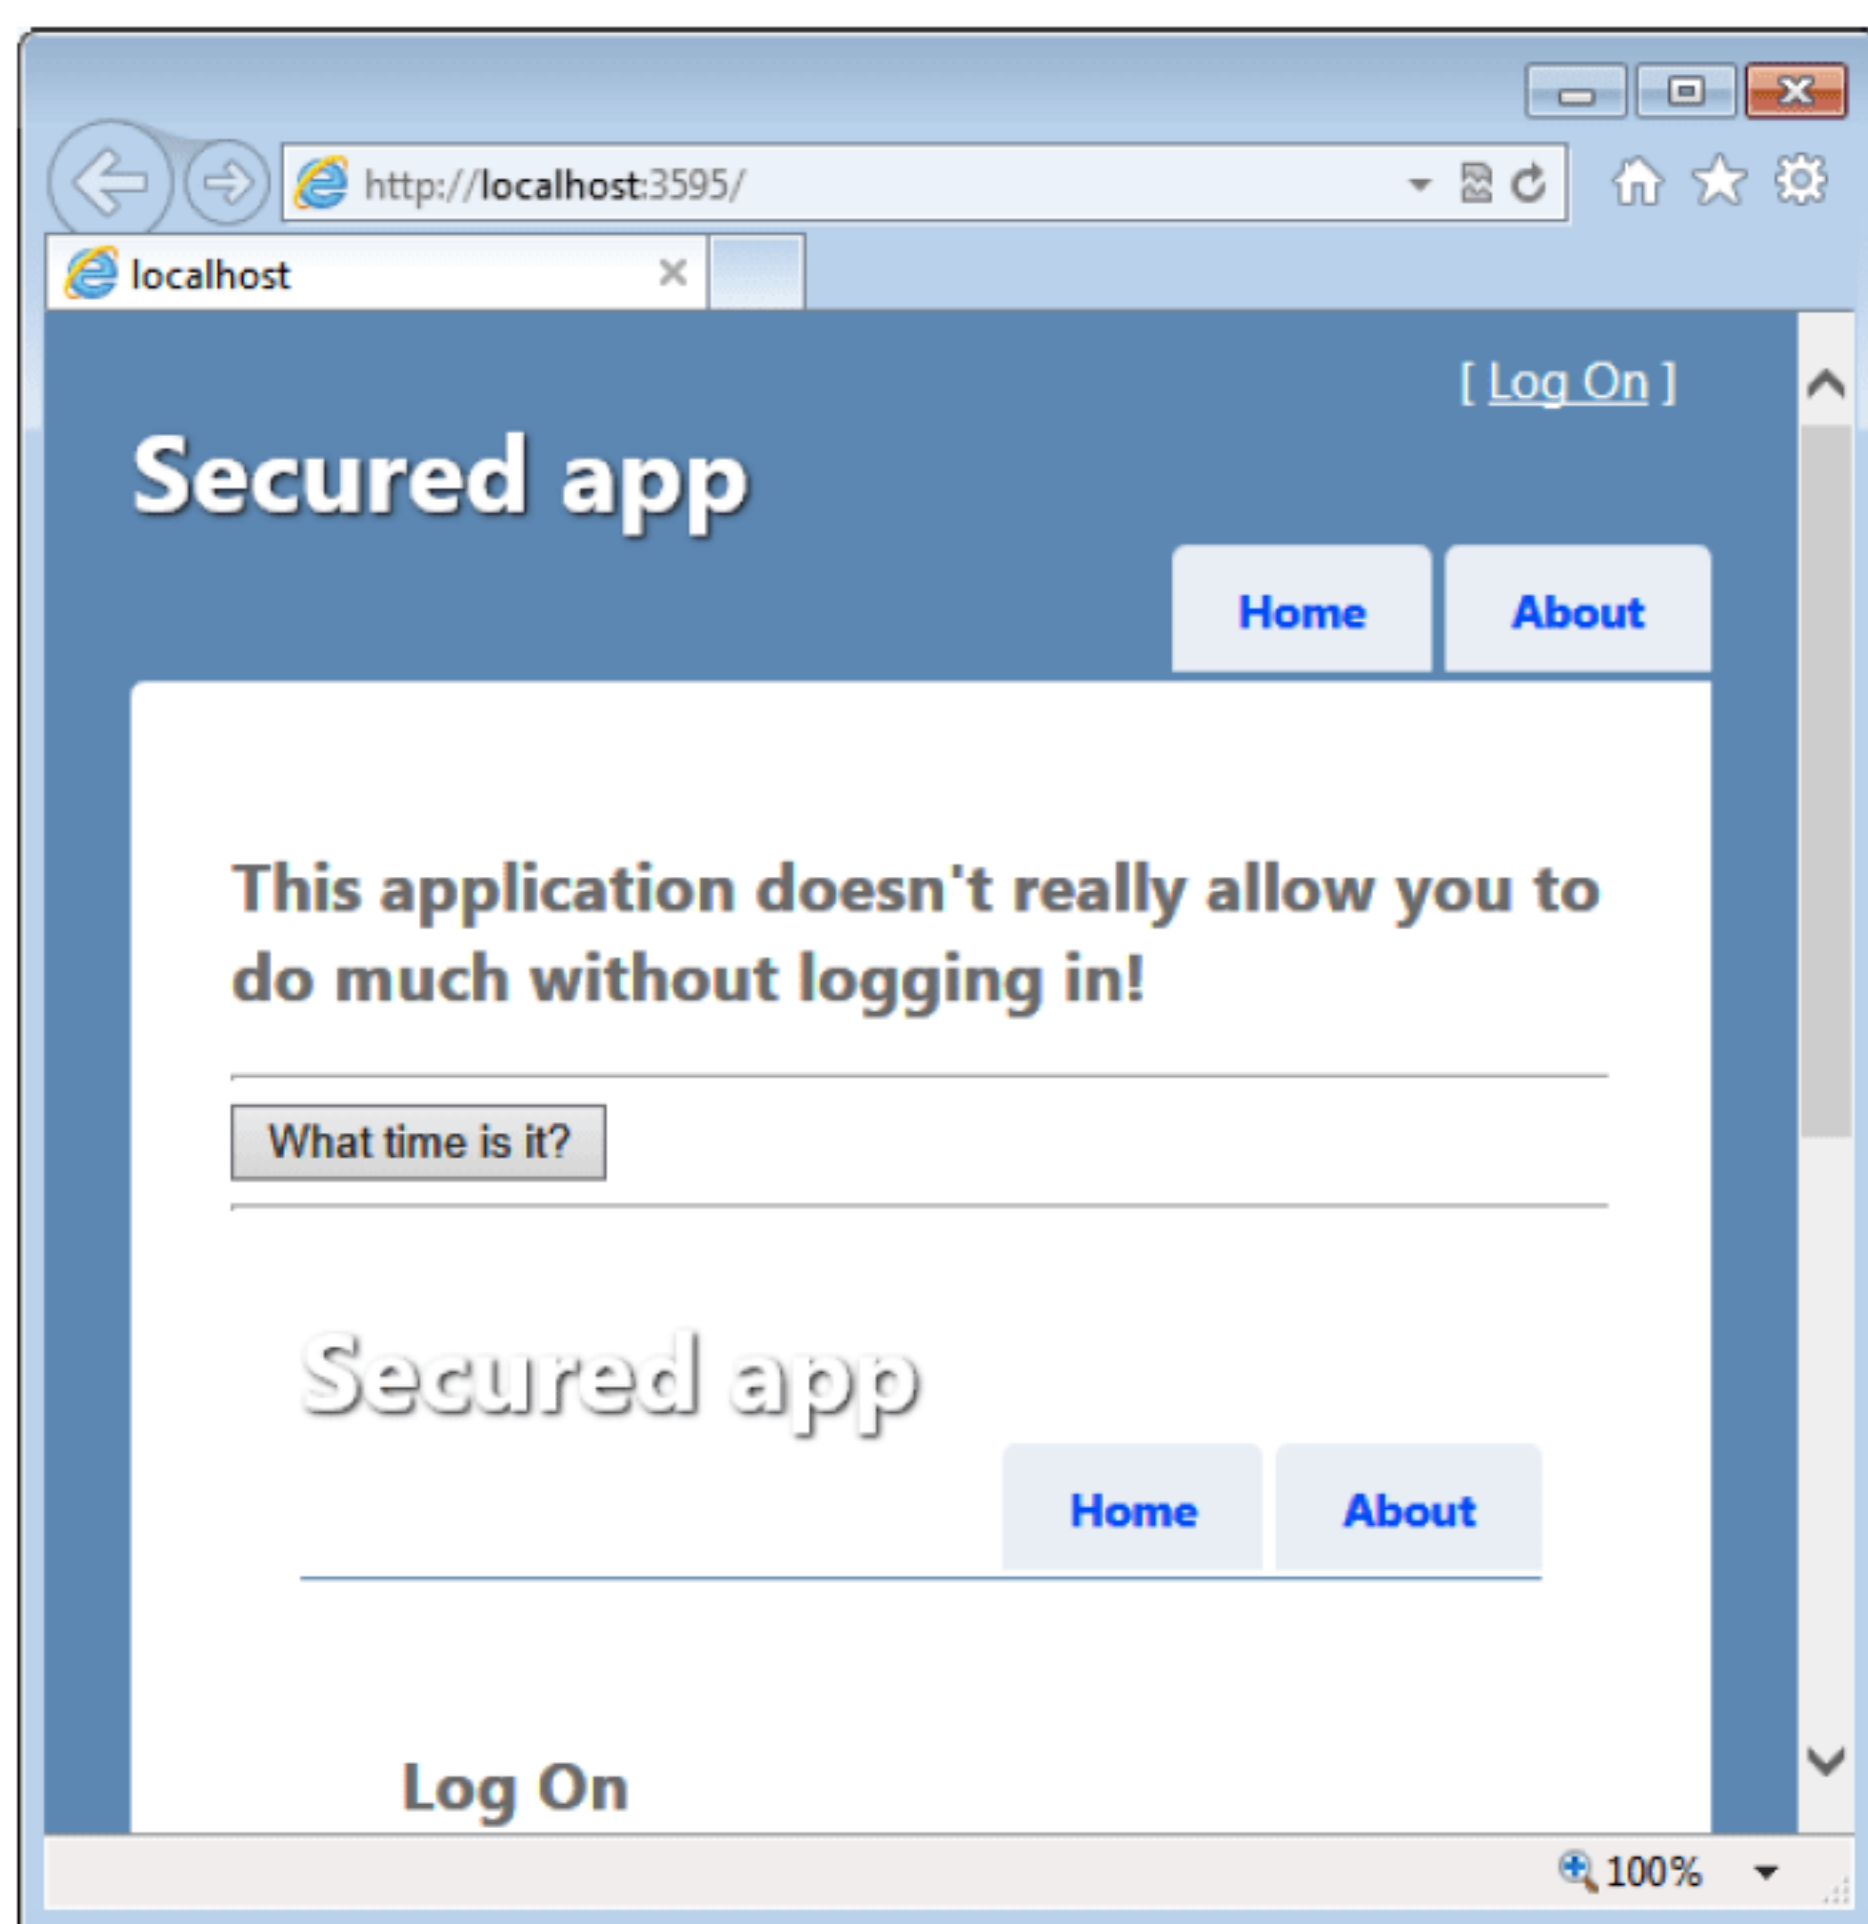 http://localhost:3595/
localhost
[ Log On ]
Secured app
Home About
This application doesn't really allow you to
do much without logging in!
What time is it?
Secured app
Home About
Log On
100%